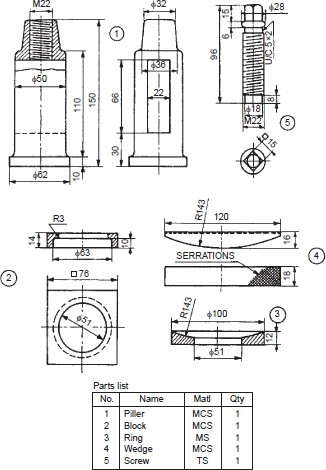 M22
φ50
φ62
110
150
10
1
φ32
φ38
22
66
30
φ28
15
6
96
U/C 5×2
8
φ18
M22
5
□15
R3
14
10
φ63
2
□76
φ51
120
R143
16
SERRATIONS
4
18
R143
φ100
3
φ51
12
Parts list
No. Name Matl Qty
1 Piller MCS 1
2 Block MCS 1
3 Ring MS 1
4 Wedge MCS 1
5 Screw TS 1